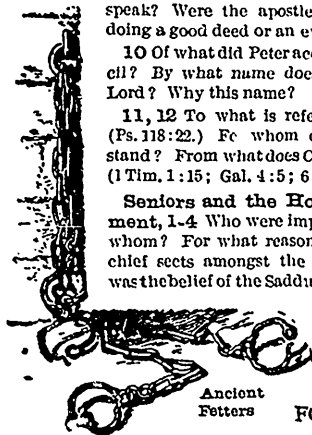 speak? Were the apostle
doing a good deed or an ev
10 Of what did Peter acc
cil? By what name doe
Lord? Why this name?
11, 12 To what is refe
(Ps. 118:22.) Fc whom
stand? From what does C
(1 Tim. 1:15; Gal. 4:5; 6
Seniors and the Ho
ment, 1-4 Who were imp
whom? For what reason
chief sects amongst the
was the belief of the Saddu
Ancient
Fetters
FO